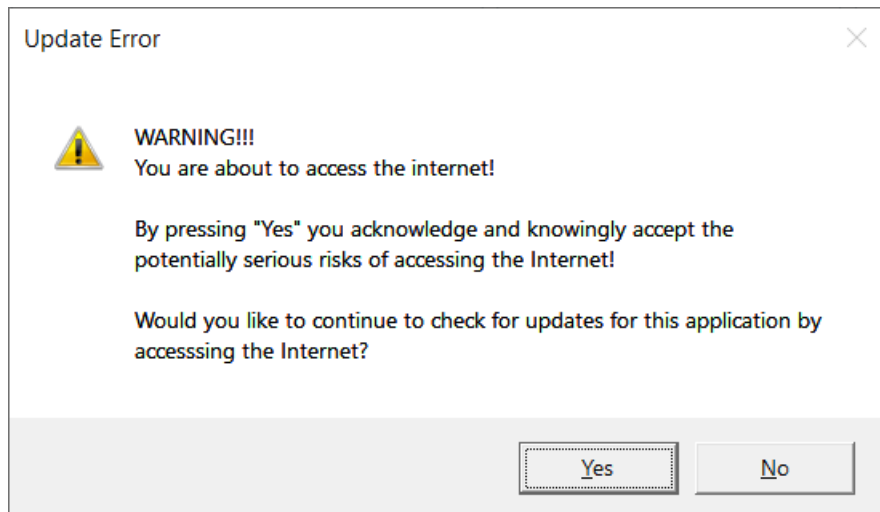 Update Error
WARNING!!!
You are about to access the internet!
By pressing "Yes" you acknowledge and knowingly accept the
potentially serious risks of accessing the Internet!
Would you like to continue to check for updates for this application by
accesssing the Internet?
Yes
No